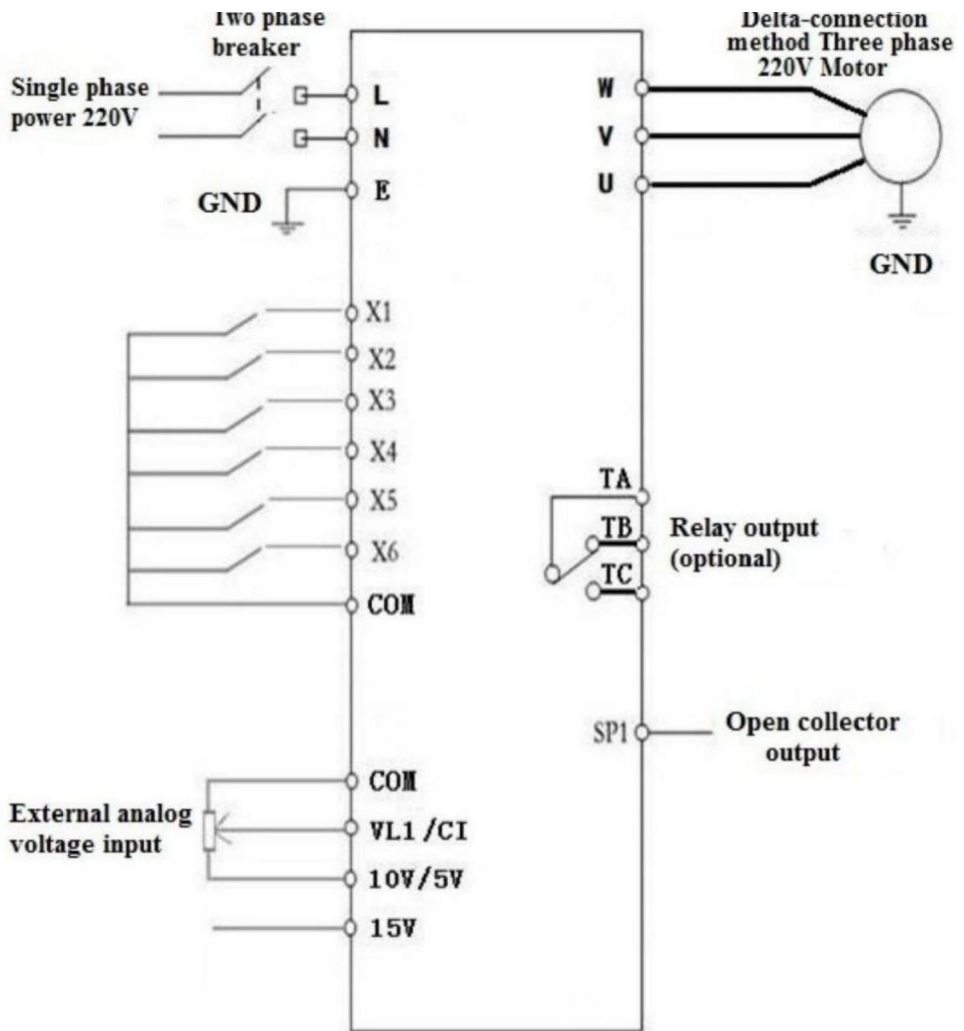 Two phase
breaker
Single phase
power 220V
L
N
E
GND
Delta-connection
method Three phase
220V Motor
W
V
U
GND
X1
X2
X3
X4
X5
X6
COM
TA
TB
TC
Relay output
(optional)
SP1
Open collector
output
External analog
voltage input
COM
VL1/CI
10V/5V
15V